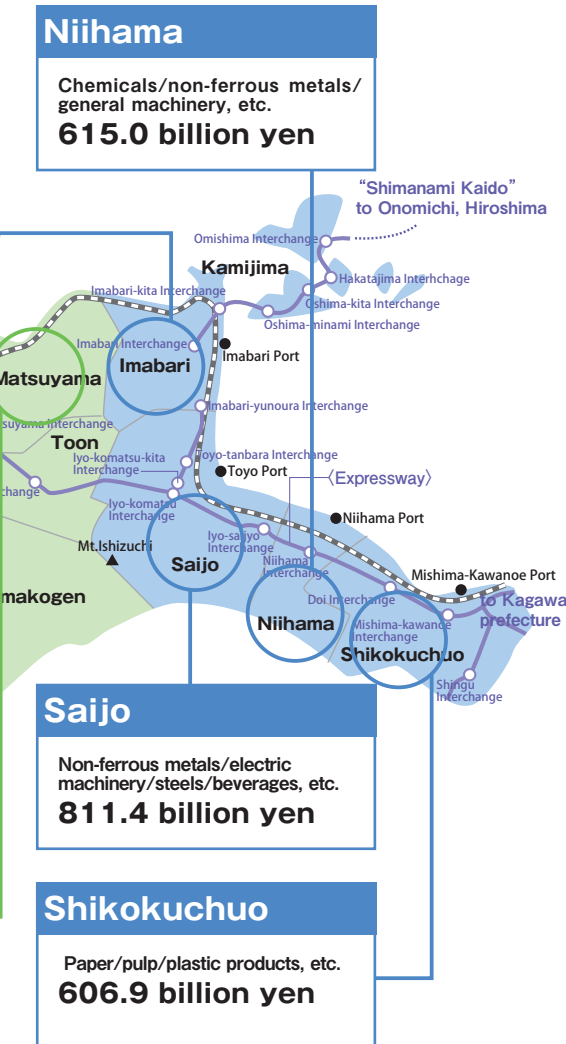 Niihama
Chemicals/non-ferrous metals/
general machinery, etc.
615.0 billion yen
“Shimanami Kaido”
to Onomichi, Hiroshima
Omishima Interchange
Kamijima
Hakatajima Interhchage
Imabari-kita Interchange
Oshima-kita Interchange
Oshima-minami Interchange
Imabari Interchange
Imabari Port
Imabari
Matsuyama
Imabari-yunoura Interchange
suyama Interchange
Toon
Iyo-komatsu-kita
Interchange
Toyo-tanbara Interchange
Toyo Port
〈Expressway〉
change
Iyo-komatsu
Interchange
Niihama Port
Iyo-saijyo
Interchange
Mt.Ishizuchi
Saijo
Niihama
Interchange
Mishima-Kawanoe Port
makogen
Doi Interchange
to Kagawa
prefecture
Niihama
Mishima-kawanoe
Interchange
Shikokuchuo
Shingu
Interchange
Saijo
Non-ferrous metals/electric
machinery/steels/beverages, etc.
811.4 billion yen
Shikokuchuo
Paper/pulp/plastic products, etc.
606.9 billion yen